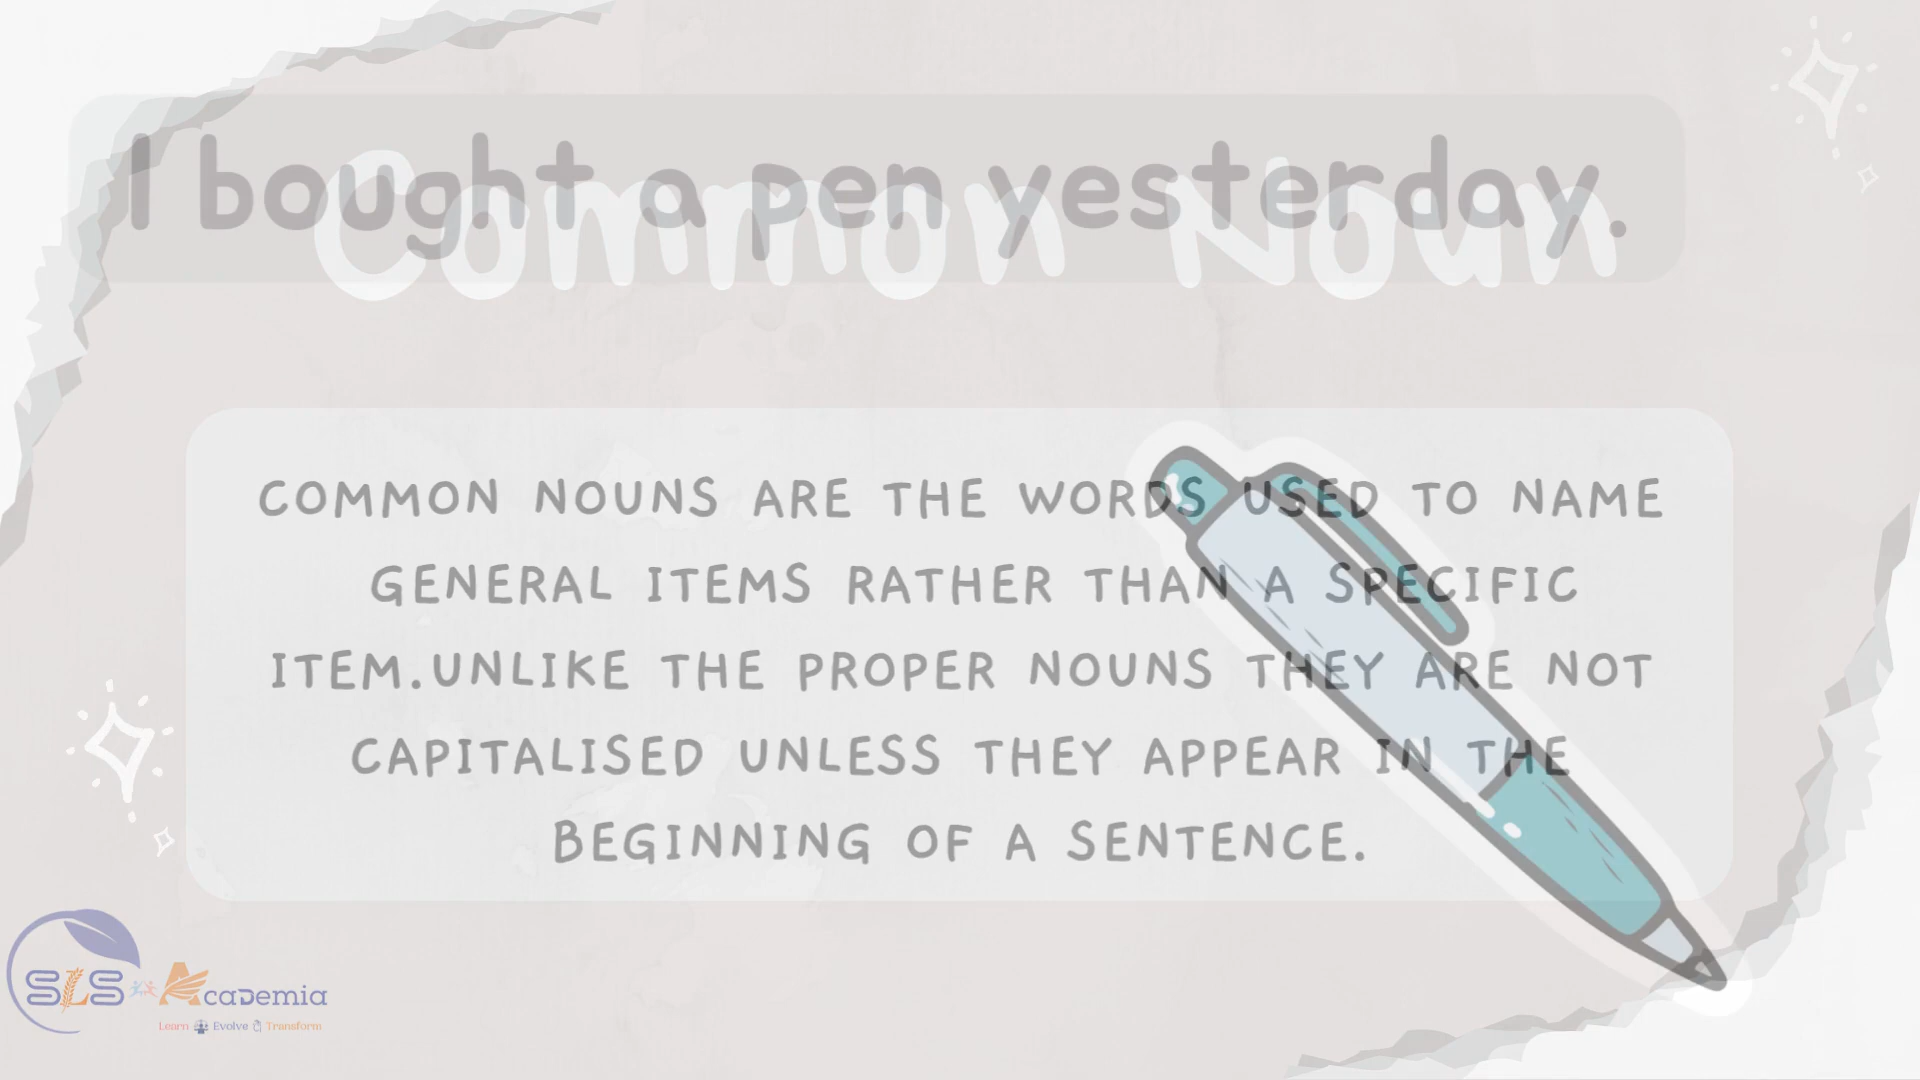 I bought a pen yesterday.
Common Noun
COMMON NOUNS ARE THE WORDS USED TO NAME
GENERAL ITEMS RATHER THAN A SPECIFIC
ITEM.UNLIKE THE PROPER NOUNS THEY ARE NOT
CAPITALISED UNLESS THEY APPEAR IN THE
BEGINNING OF A SENTENCE.
SLS AcaDemia
Learn Evolve Transform